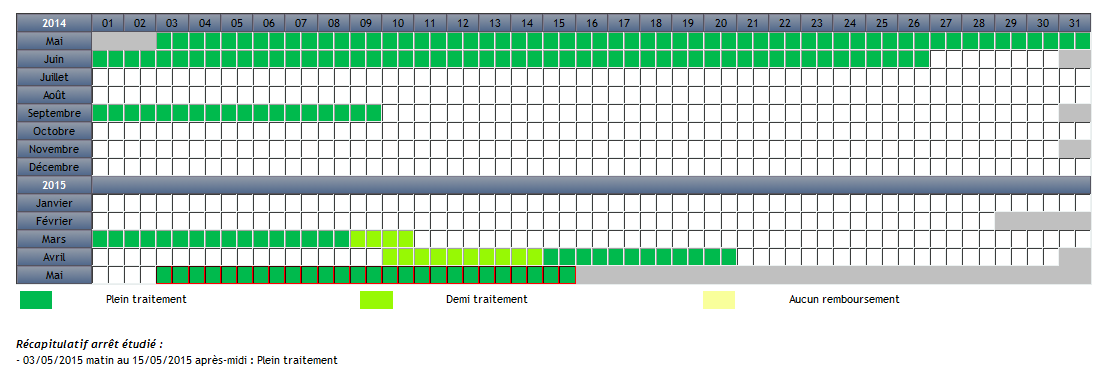 2014 01 02 03 04 05 06 07 08 09 10 11 12 13 14 15 16 17 18 19 20 21 22 23 24 25 26 27 28 29 30 31
Mai
Juin
Juillet
Août
Septembre
Octobre
Novembre
Décembre
2015
Janvier
Février
Mars
Avril
Mai
Plein traitement Demi traitement Aucun remboursement
Récapitulatif arrêt étudié :
- 03/05/2015 matin au 15/05/2015 après-midi : Plein traitement